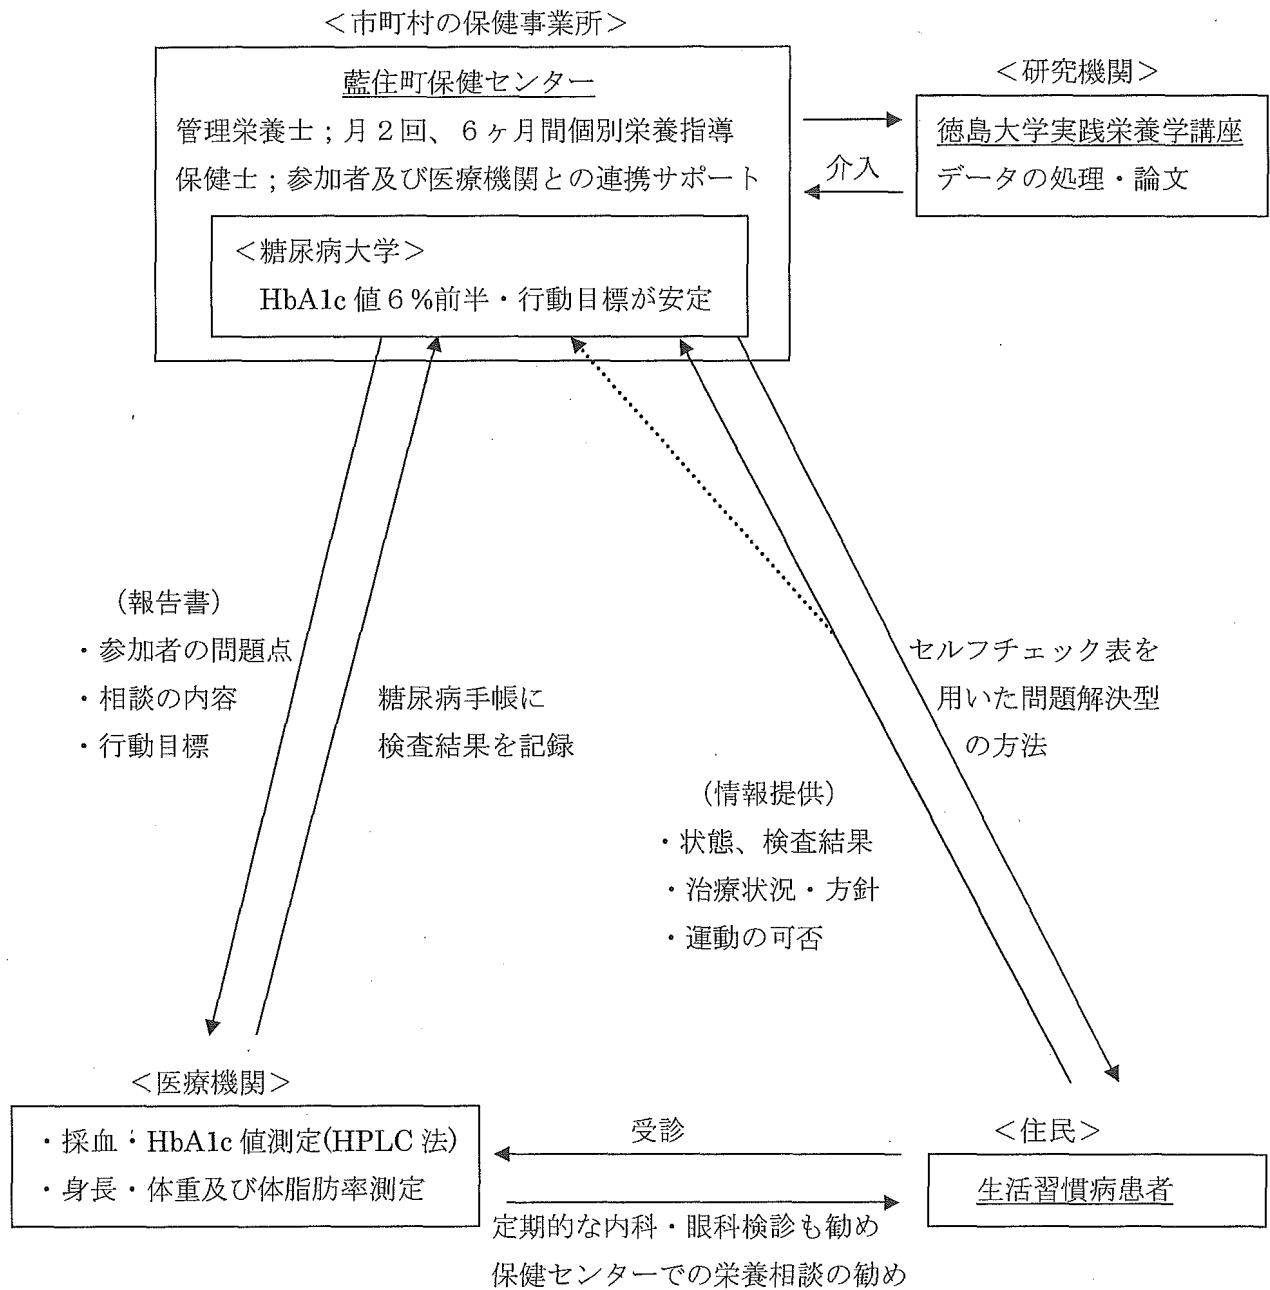 ＜市町村の保健事業所＞
藍住町保健センター
管理栄養士；月２回、６ヶ月間個別栄養指導
保健士；参加者及び医療機関との連携サポート
＜糖尿病大学＞
HbA1c 値６%前半・行動目標が安定
＜研究機関＞
徳島大学実践栄養学講座
データの処理・論文
介入
（報告書）
・参加者の問題点
・相談の内容
・行動目標
糖尿病手帳に
検査結果を記録
セルフチェック表を
用いた問題解決型
の方法
（情報提供）
・状態、検査結果
・治療状況・方針
・運動の可否
＜医療機関＞
・採血・HbA1c 値測定(HPLC 法)
・身長・体重及び体脂肪率測定
受診
定期的な内科・眼科検診も勧め
保健センターでの栄養相談の勧め
＜住民＞
生活習慣病患者